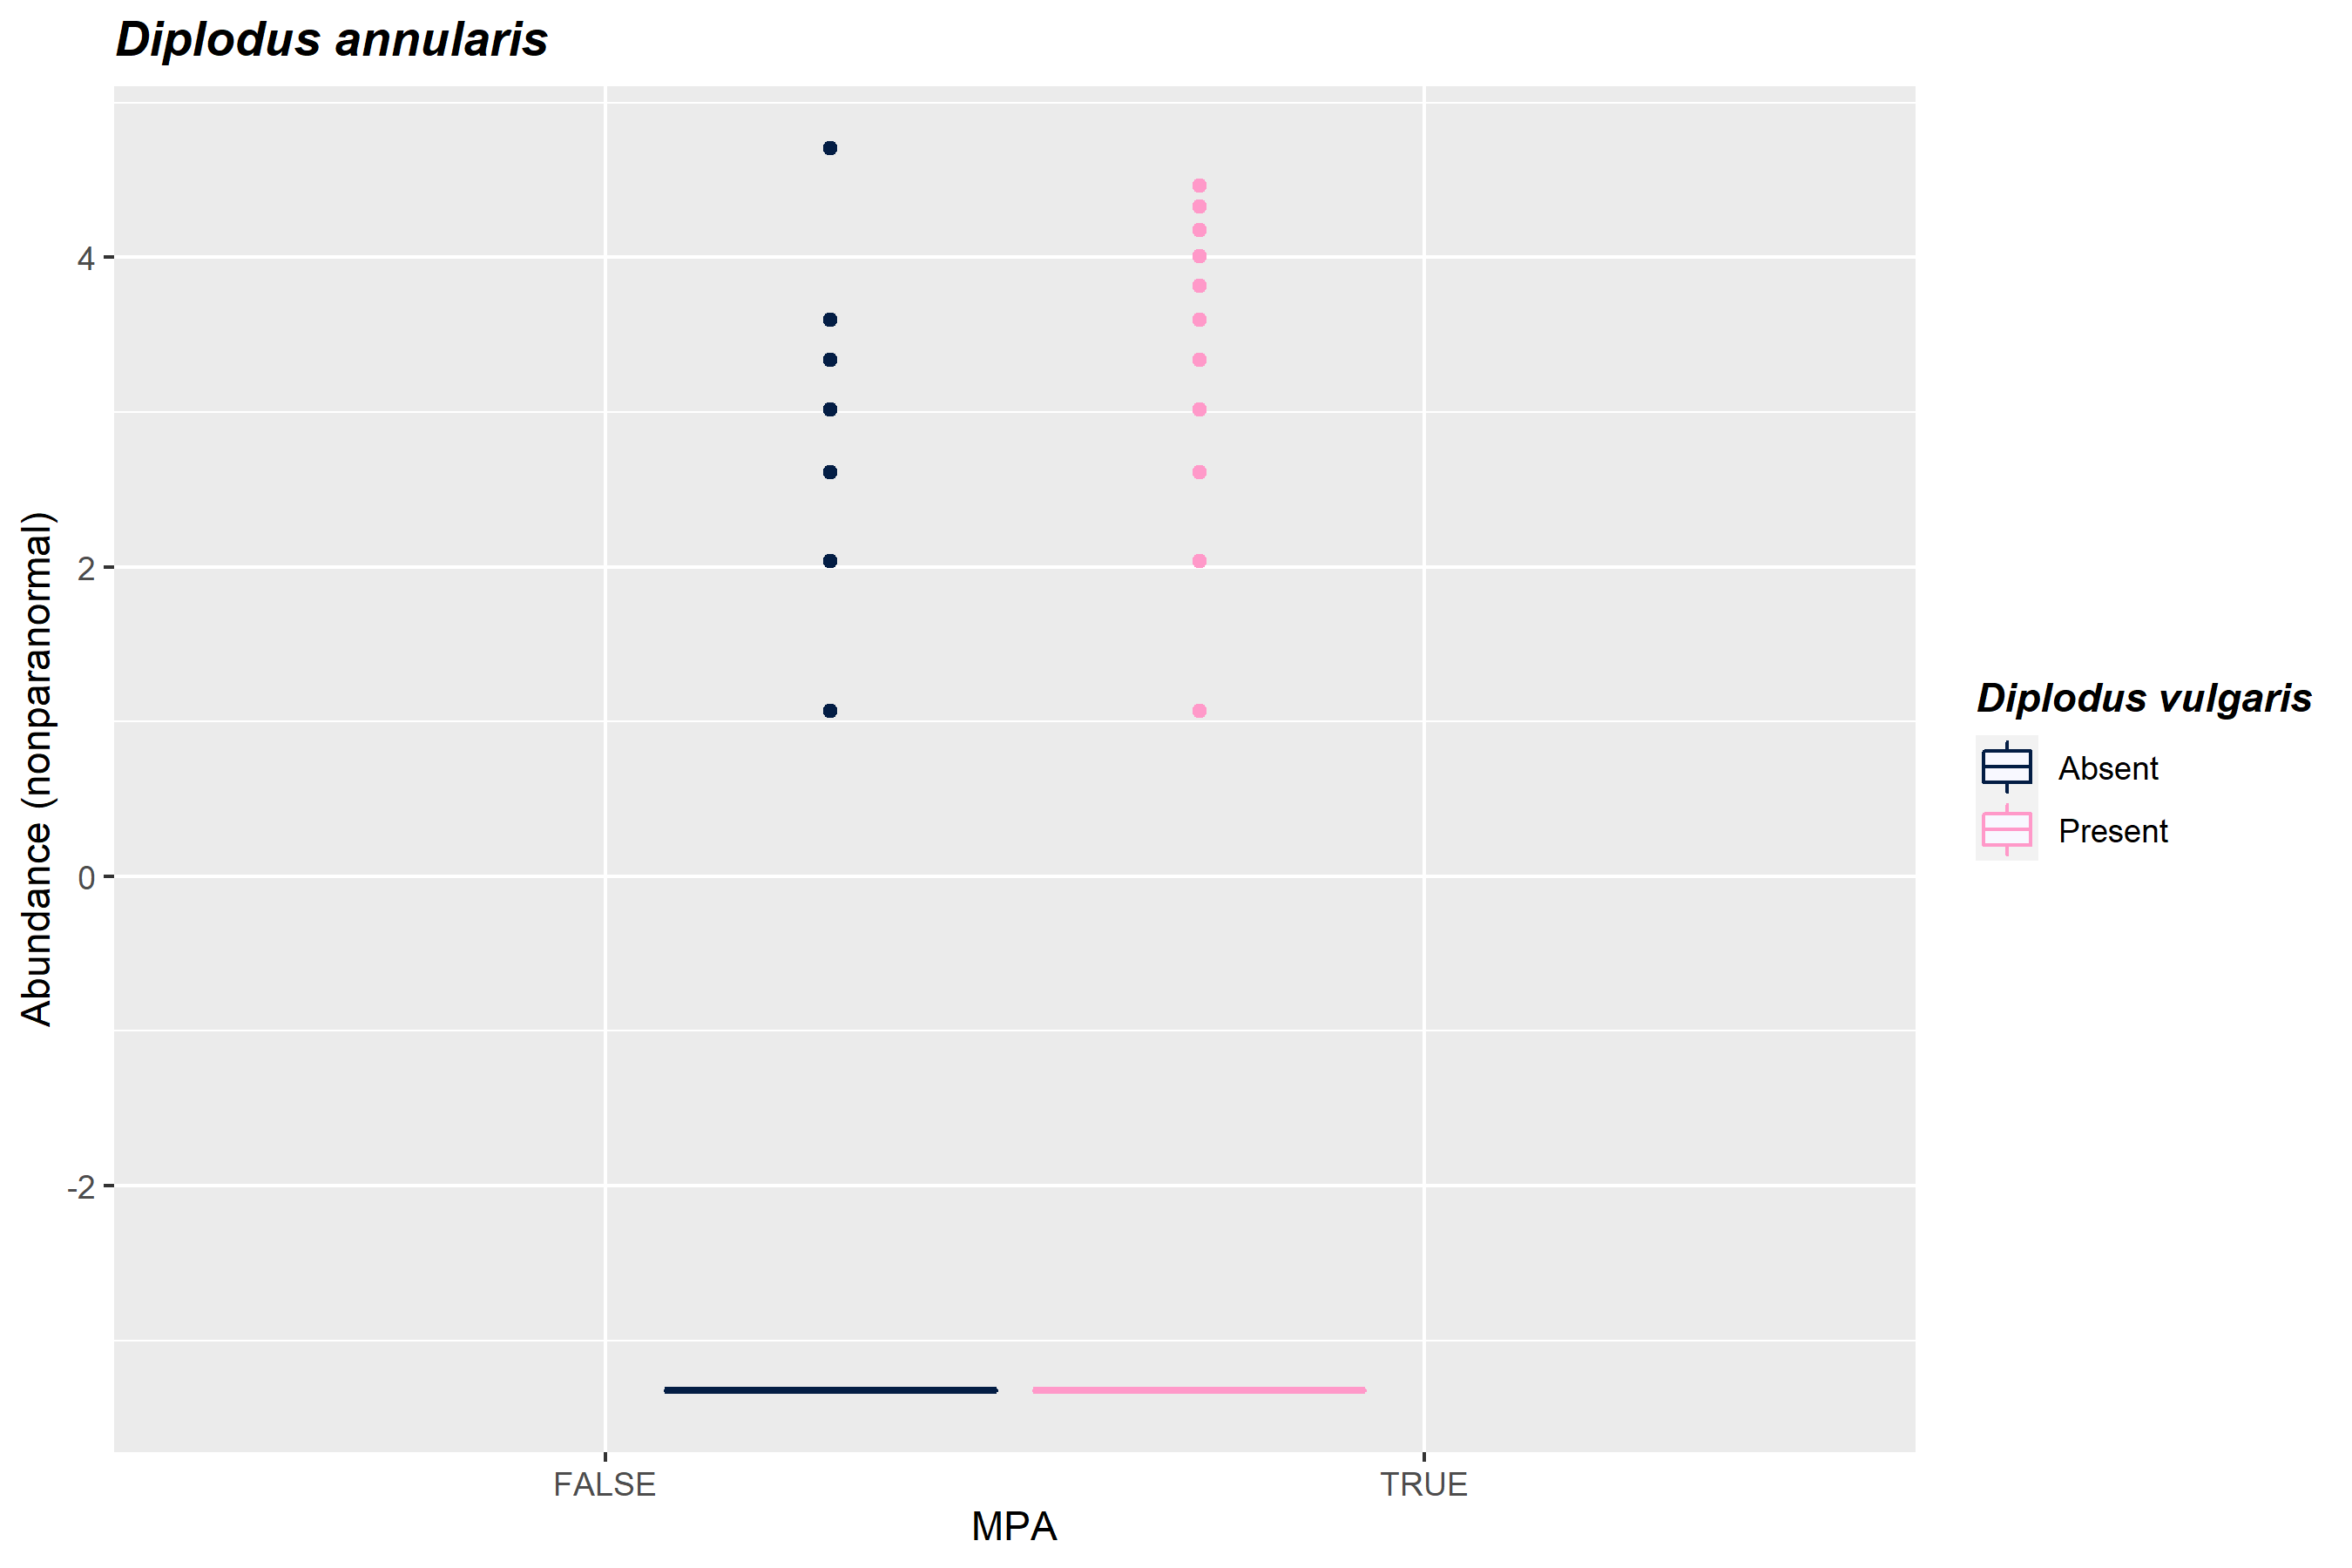 Diplodus annularis
Abundance (nonparanormal)
4
2
0
-2
FALSE
TRUE
MPA
Diplodus vulgaris
Absent
Present